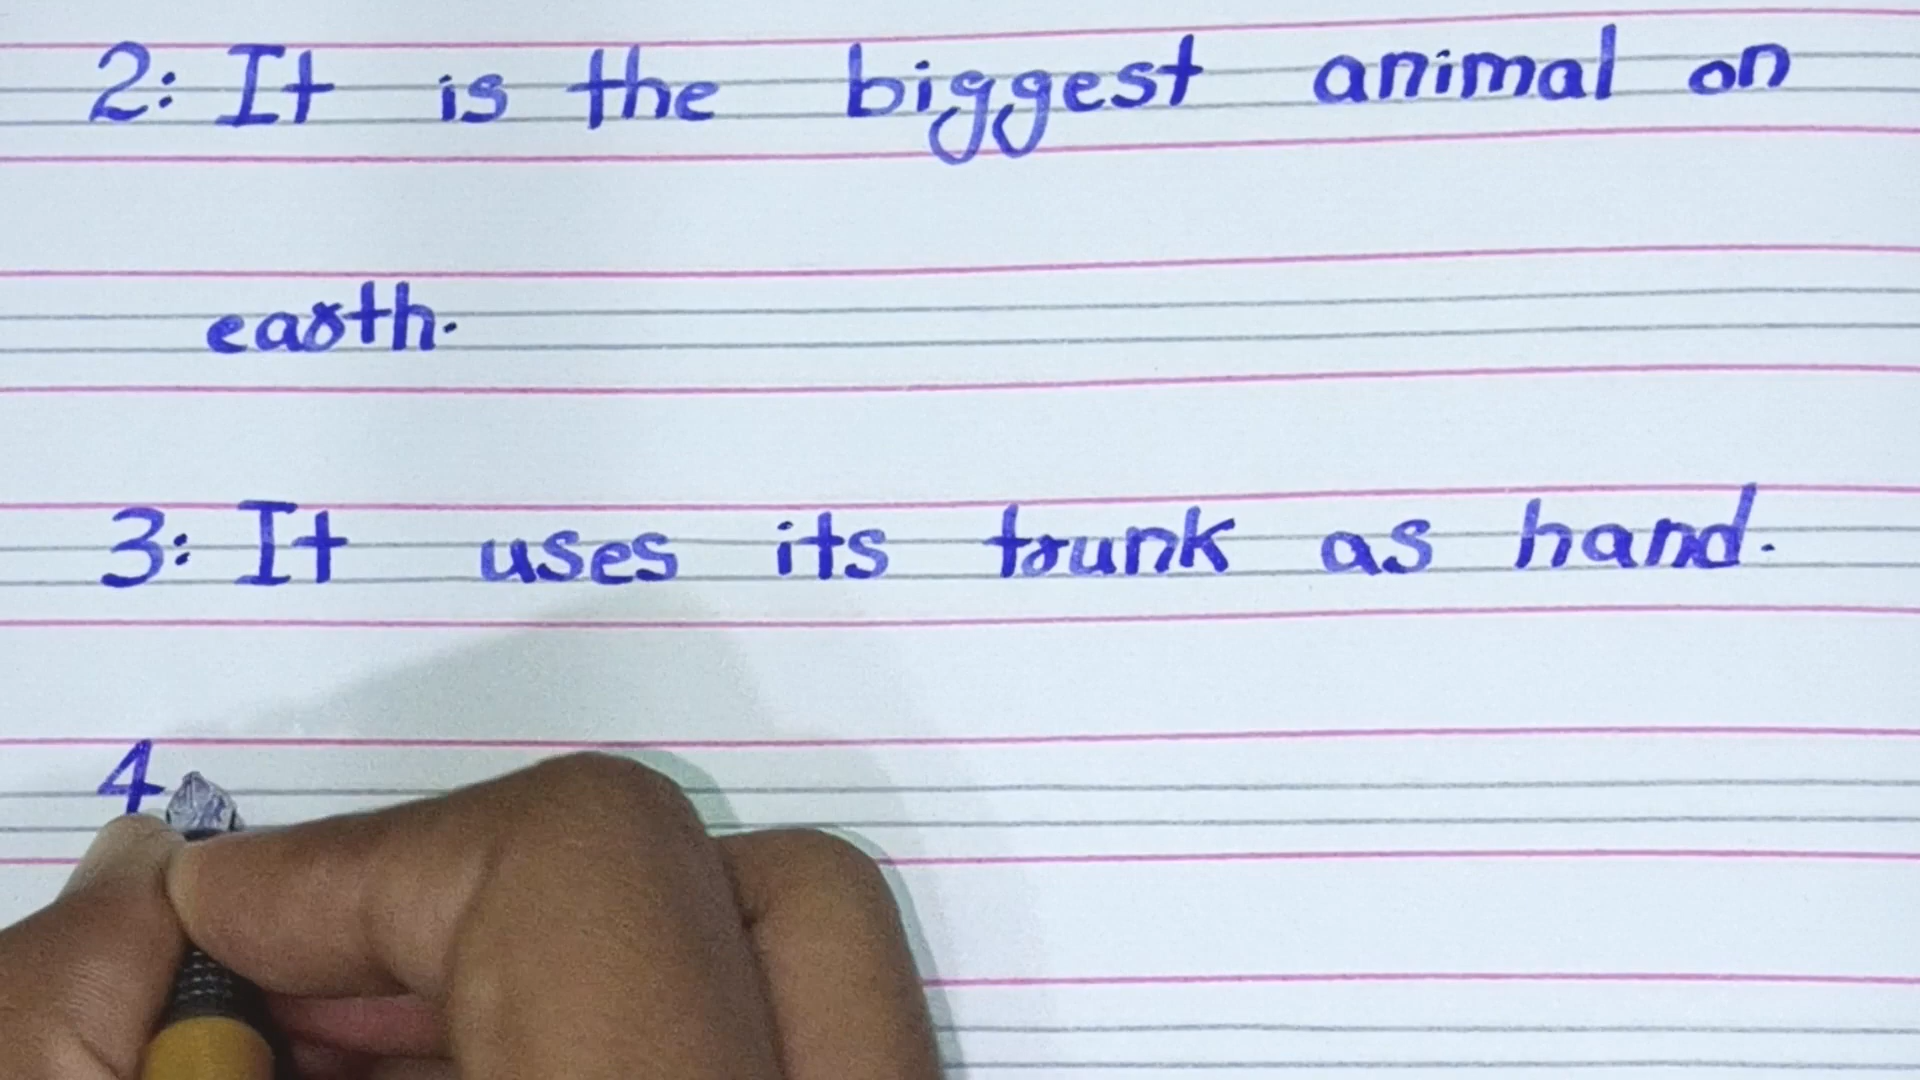 2: It is the biggest animal on
earth.
3: It uses its trunk as hand.
4